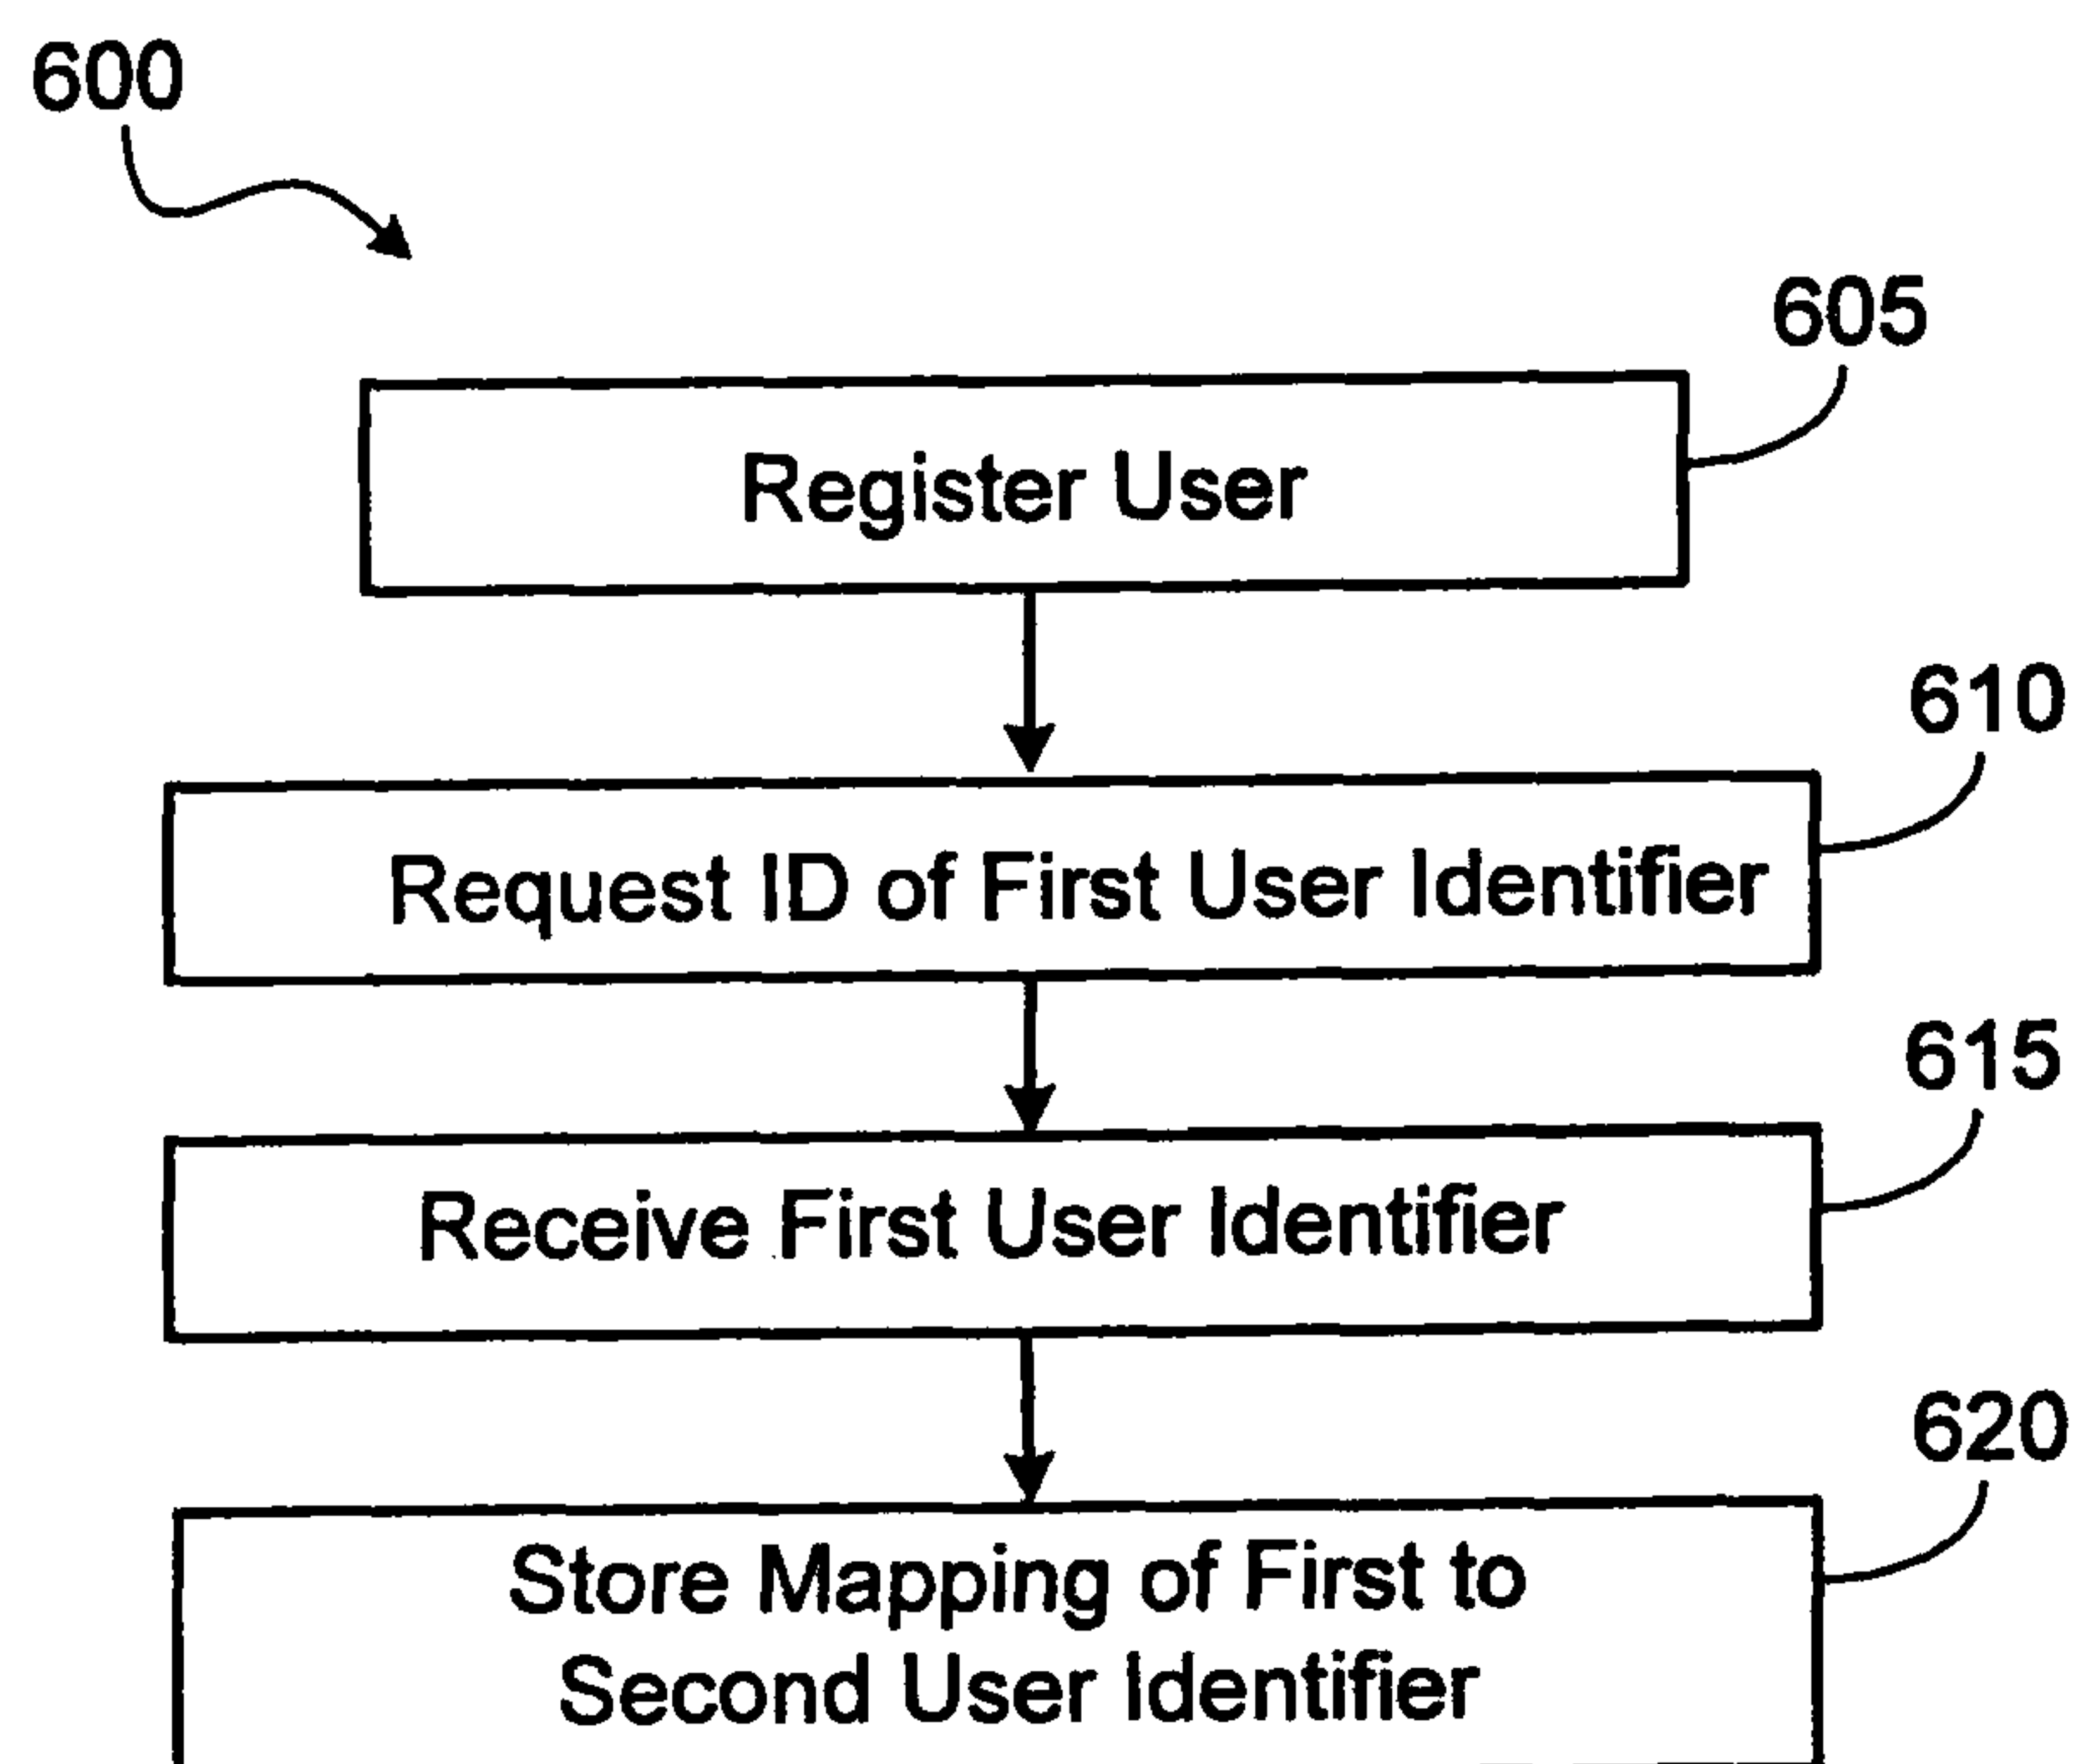 600
605
Register User
610
Request ID of First User Identifier
615
Receive First User Identifier
620
Store Mapping of First to
Second User Identifier